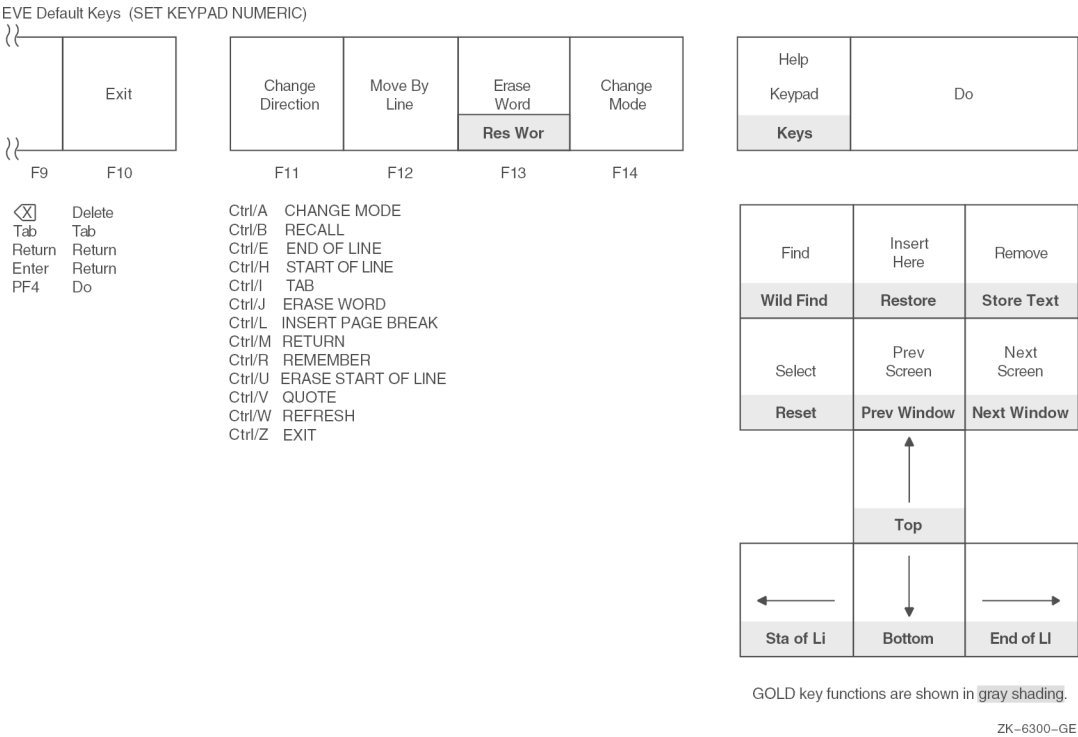 EVE Default Keys (SET KEYPAD NUMERIC)
Exit
F9 F10
Change
Direction
Move By
Line
Erase
Word
Res Wor
Change
Mode
F11 F12 F13 F14
Help
Keypad
Keys
Do
X Delete
Tab Tab
Return Return
Enter Return
PF4 Do
Ctrl/A CHANGE MODE
Ctrl/B RECALL
Ctrl/E END OF LINE
Ctrl/H START OF LINE
Ctrl/I TAB
Ctrl/J ERASE WORD
Ctrl/L INSERT PAGE BREAK
Ctrl/M RETURN
Ctrl/R REMEMBER
Ctrl/U ERASE START OF LINE
Ctrl/V QUOTE
Ctrl/W REFRESH
Ctrl/Z EXIT
Find
Wild Find
Insert
Here
Restore
Remove
Store Text
Select
Reset
Prev
Screen
Prev Window
Next
Screen
Next Window
Top
Sta of Li
Bottom
End of LI
GOLD key functions are shown in gray shading.
ZK–6300–GE